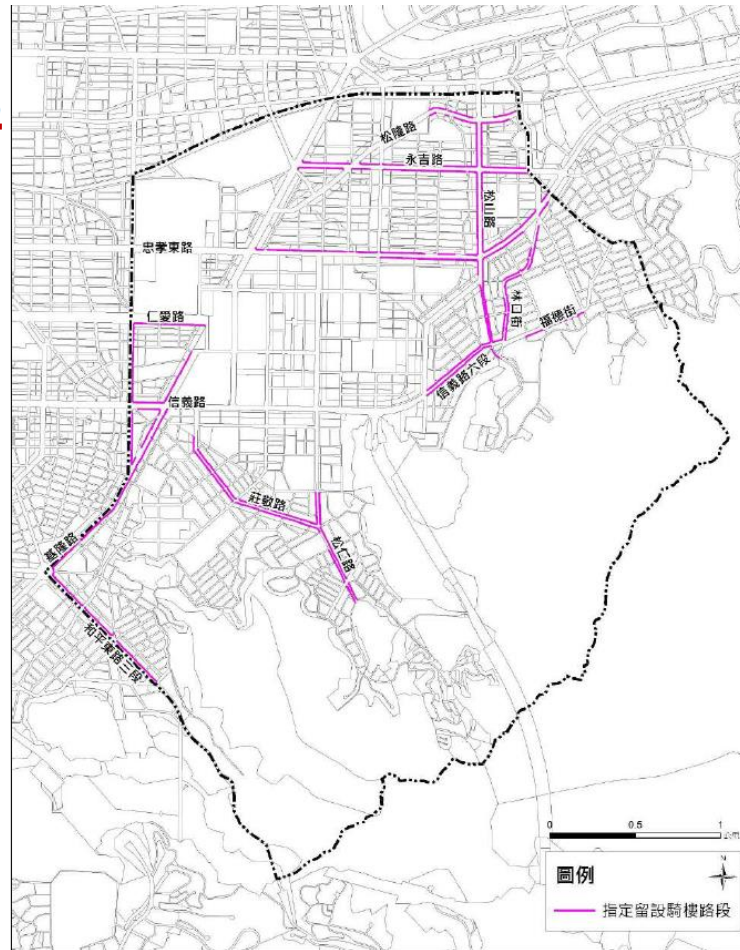 松隆路
永吉路
松山路
忠孝東路
林口街
仁愛路
福德街
信義路六段
信義路
莊敬路
松仁路
基隆路
和平東路三段
0 0.5 1
公里
N
圖例
指定留設騎樓路段